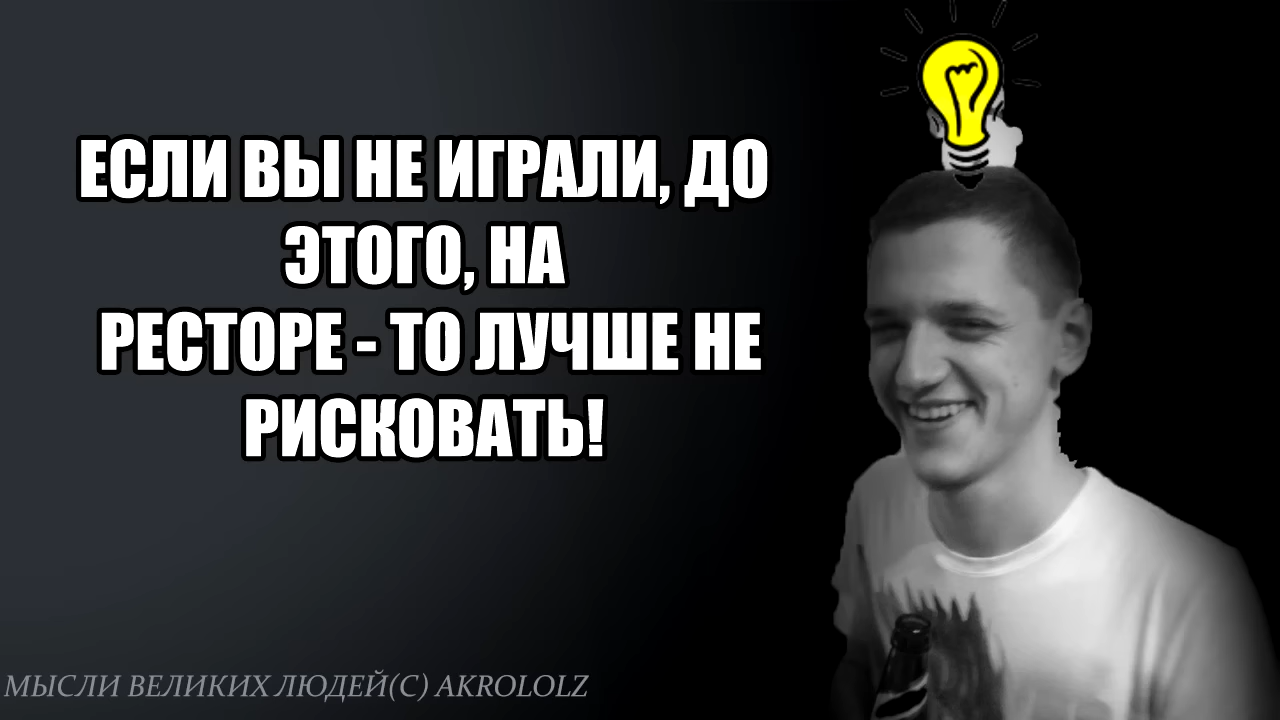 ЕСЛИ ВЫ НЕ ИГРАЛИ, ДО
ЭТОГО, НА
РЕСТОРЕ - ТО ЛУЧШЕ НЕ
РИСКОВАТЬ!
МЫСЛИ ВЕЛИКИХ ЛЮДЕЙ(С) AKROLOLZ